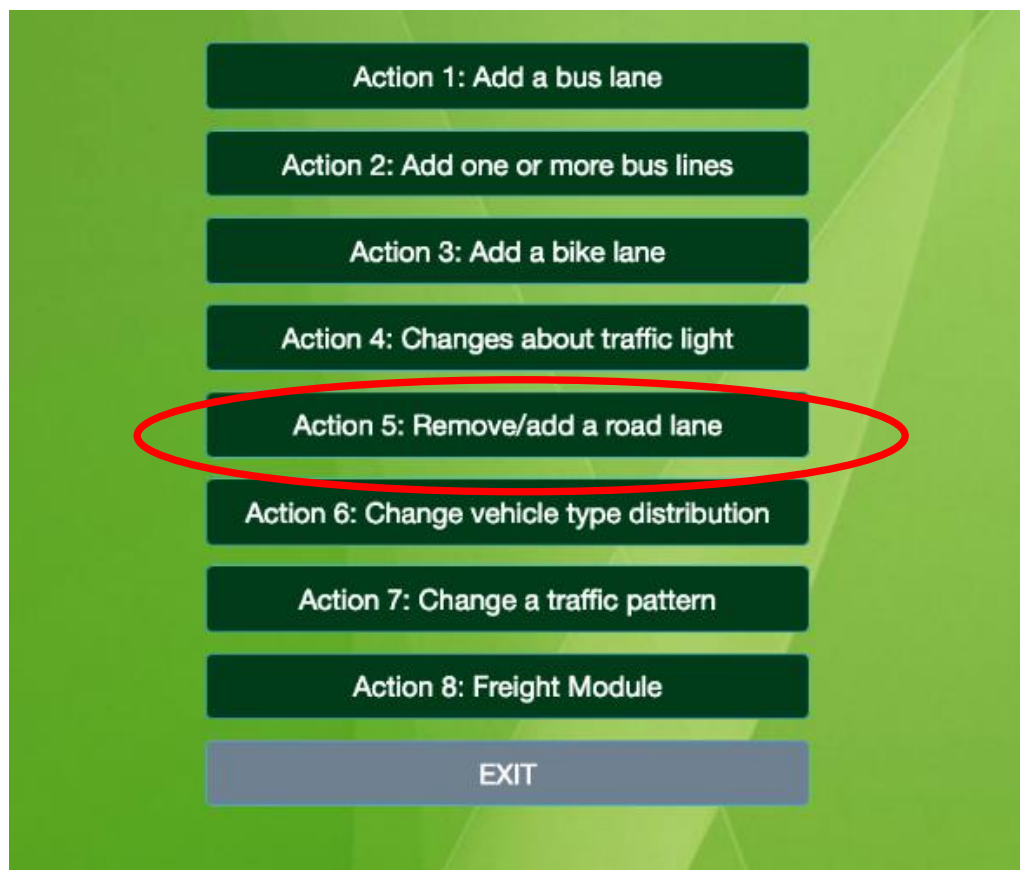 Action 1: Add a bus lane
Action 2: Add one or more bus lines
Action 3: Add a bike lane
Action 4: Changes about traffic light
Action 5: Remove/add a road lane
Action 6: Change vehicle type distribution
Action 7: Change a traffic pattern
Action 8: Freight Module
EXIT